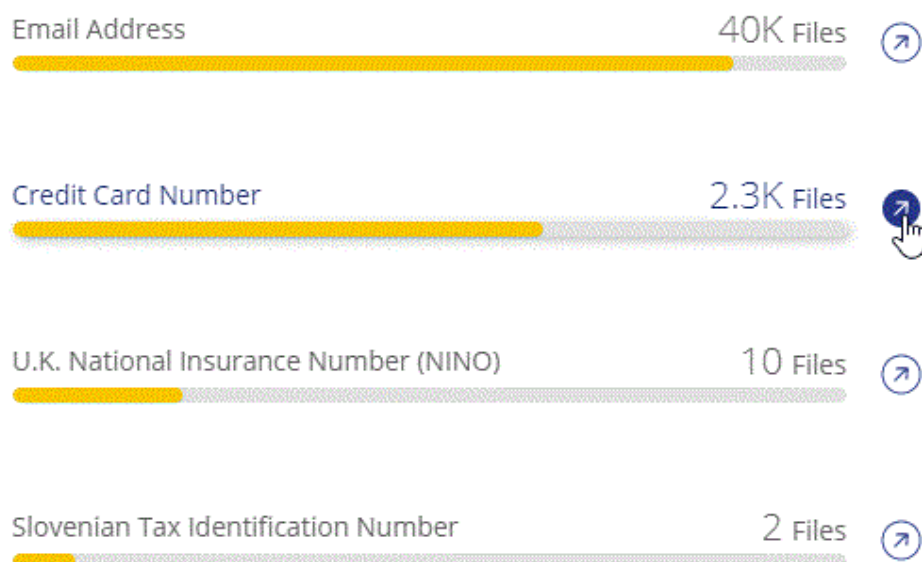 Email Address 40K Files
Credit Card Number 2.3K Files
U.K. National Insurance Number (NINO) 10 Files
Slovenian Tax Identification Number 2 Files